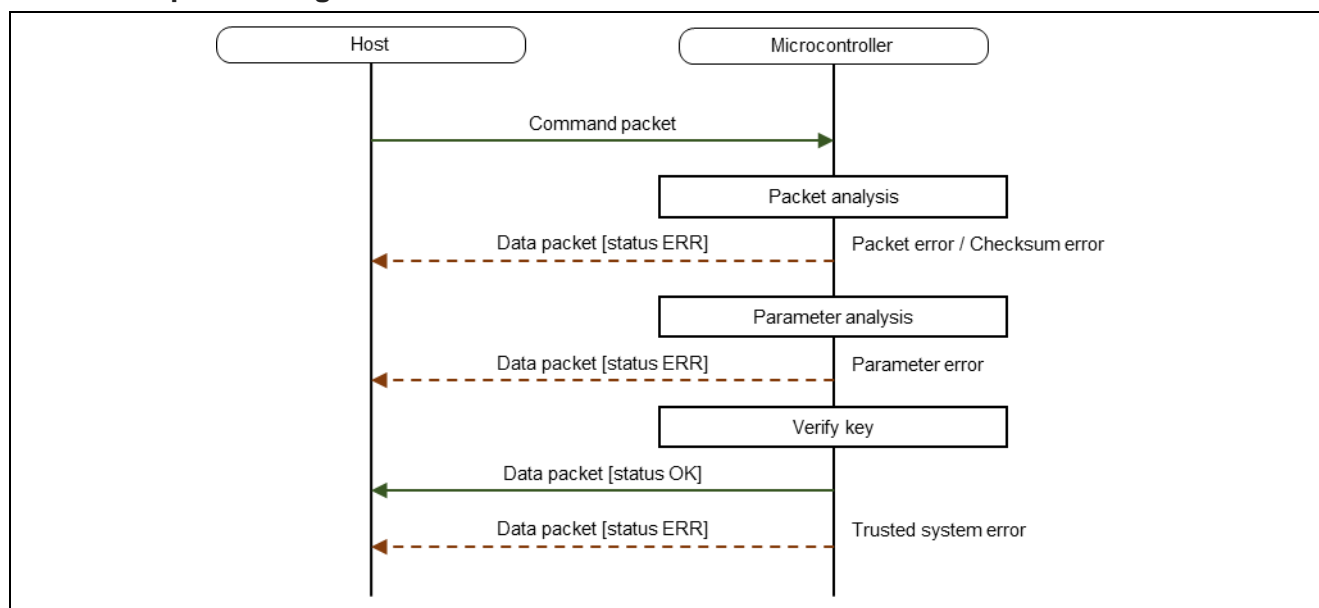 Host
Microcontroller
Command packet
Packet analysis
Data packet [status ERR]
Packet error / Checksum error
Parameter analysis
Data packet [status ERR]
Parameter error
Verify key
Data packet [status OK]
Data packet [status ERR]
Trusted system error